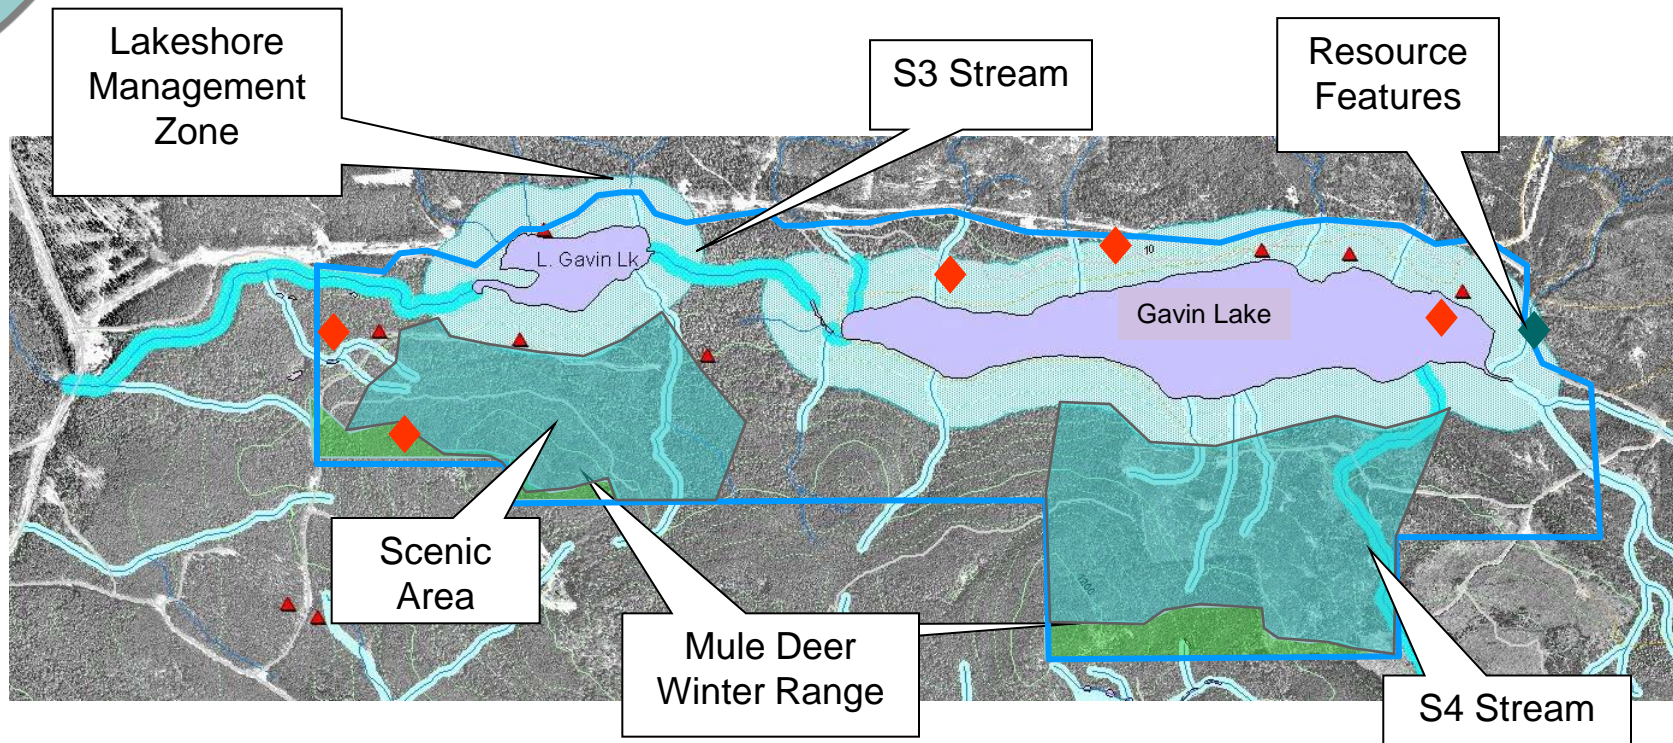 Lakeshore
Management
Zone
S3 Stream
Resource
Features
L. Gavin Lk
10
Gavin Lake
Scenic
Area
Mule Deer
Winter Range
S4 Stream